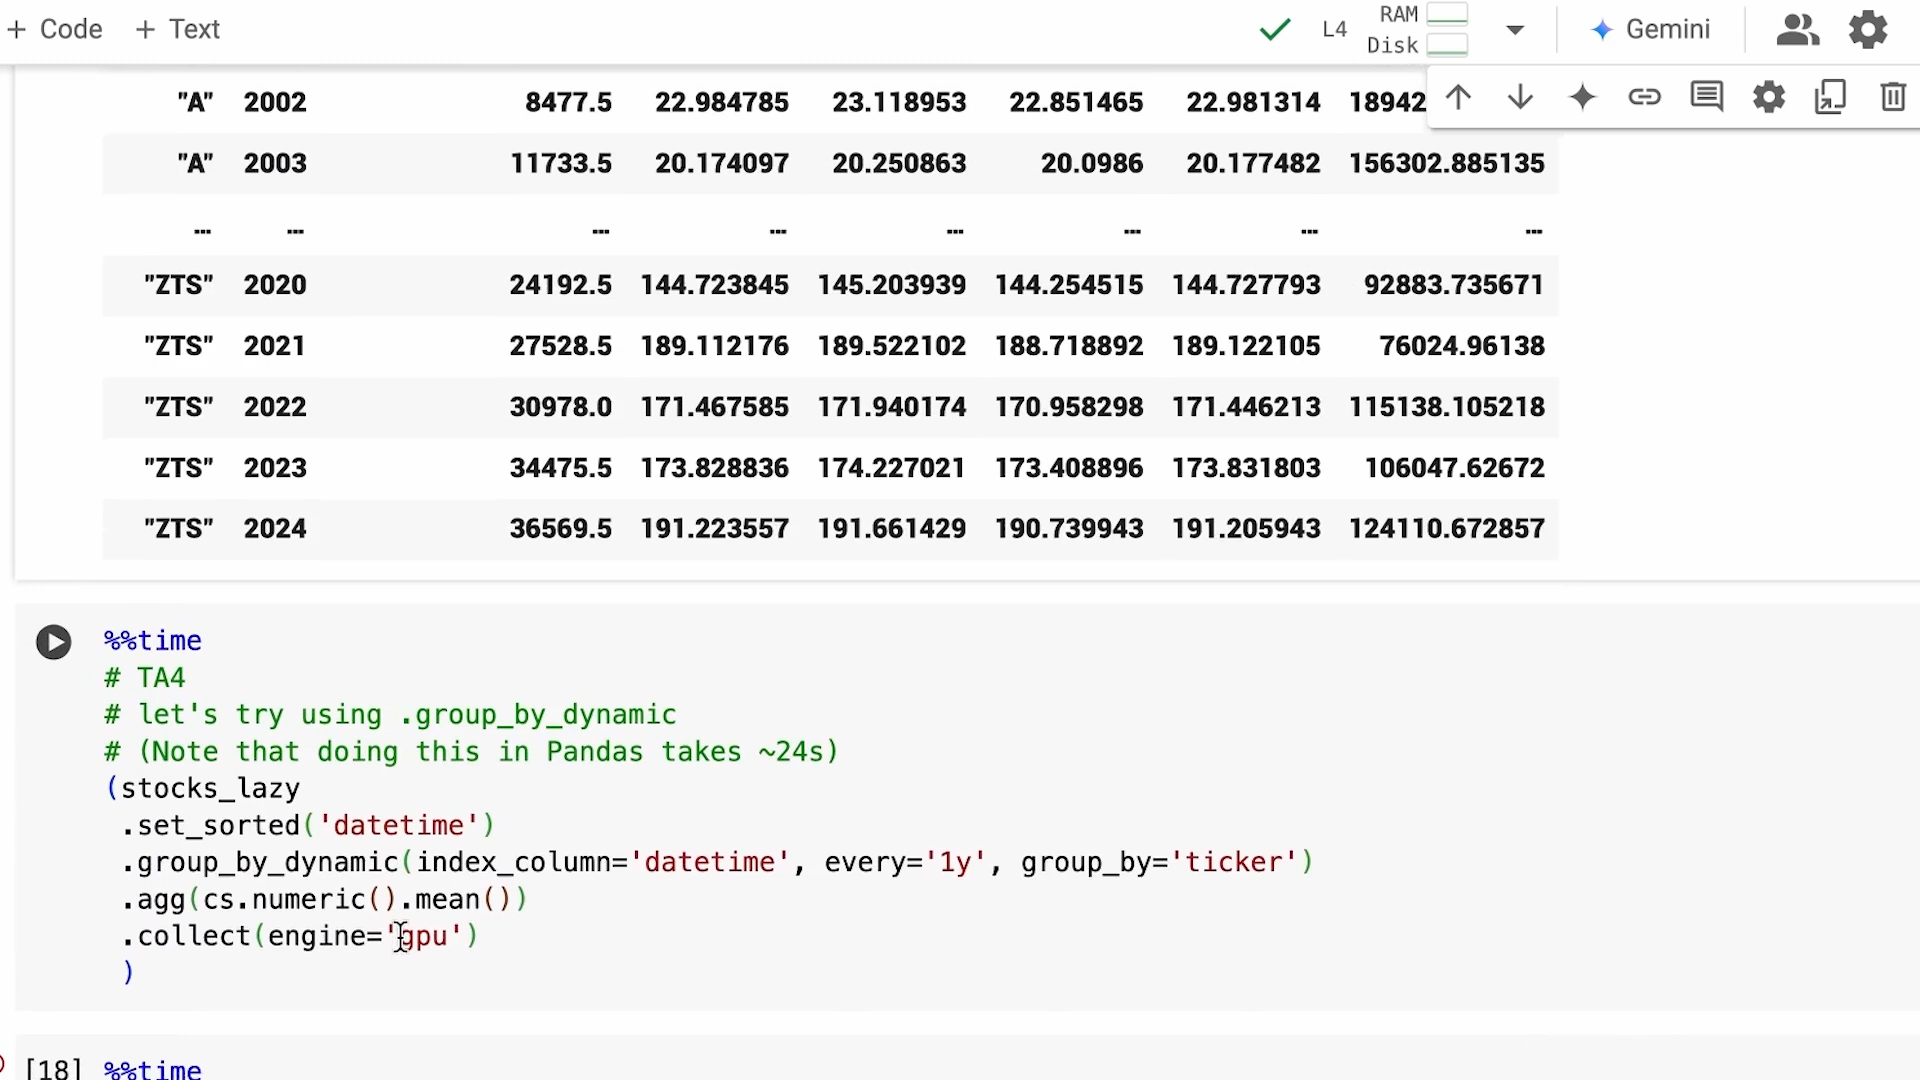 + Code + Text
L4
RAM
Disk
Gemini
"A" 2002 8477.5 22.984785 23.118953 22.851465 22.981314 18942
"A" 2003 11733.5 20.174097 20.250863 20.0986 20.177482 156302.885135
… … … … … … … …
"ZTS" 2020 24192.5 144.723845 145.203939 144.254515 144.727793 92883.735671
"ZTS" 2021 27528.5 189.112176 189.522102 188.718892 189.122105 76024.96138
"ZTS" 2022 30978.0 171.467585 171.940174 170.958298 171.446213 115138.105218
"ZTS" 2023 34475.5 173.828836 174.227021 173.408896 173.831803 106047.62672
"ZTS" 2024 36569.5 191.223557 191.661429 190.739943 191.205943 124110.672857
%%time
# TA4
# let's try using .group_by_dynamic
# (Note that doing this in Pandas takes ~24s)
(stocks_lazy
.set_sorted('datetime')
.group_by_dynamic(index_column='datetime', every='1y', group_by='ticker')
.agg(cs.numeric().mean())
.collect(engine='gpu')
)
[18] %%time